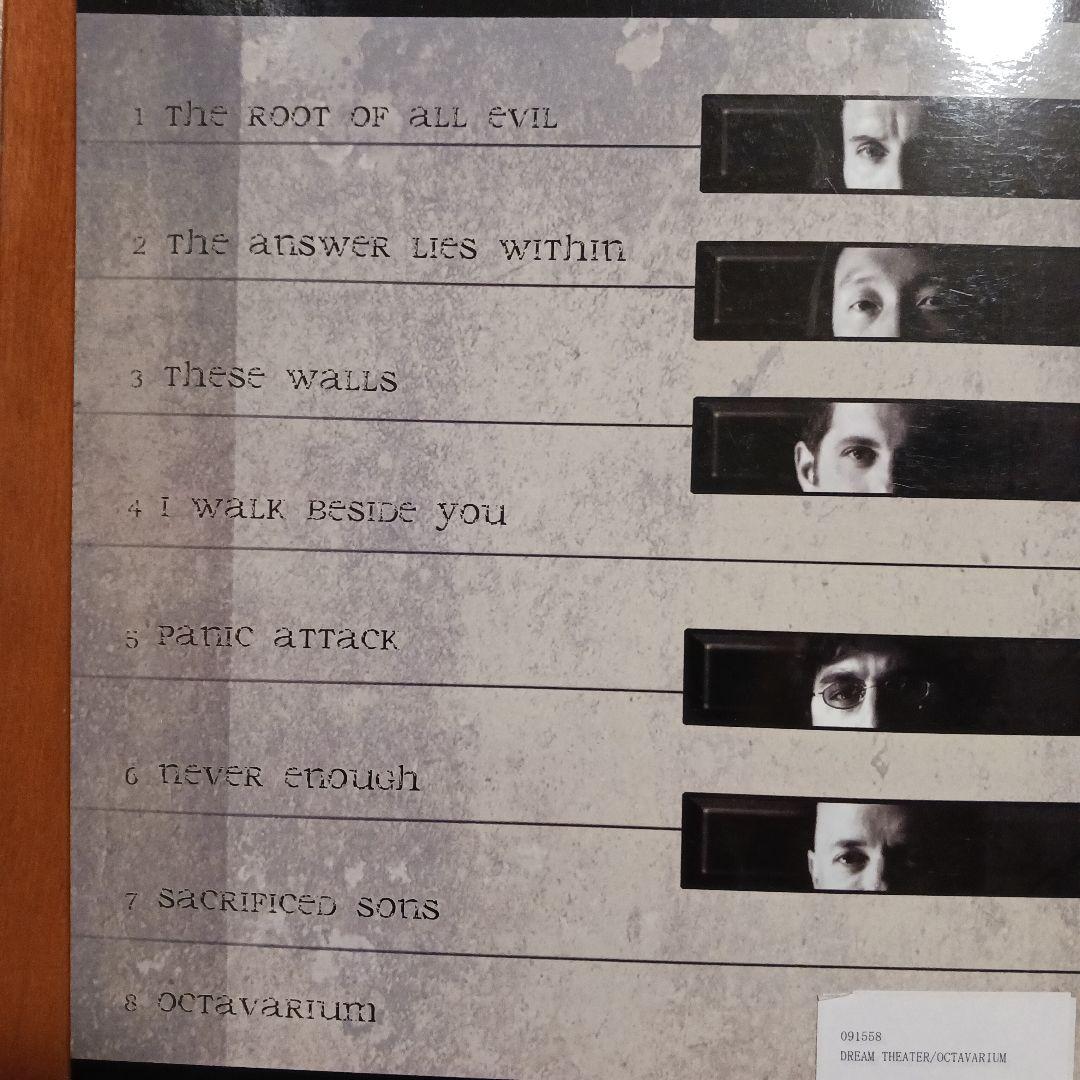 1 The Root of All Evil
2 The Answer Lies Within
3 These Walls
4 I Walk Beside You
5 Panic Attack
6 Never Enough
7 Sacrificed Sons
8 Octavarium
091558
DREAM THEATER/OCTAVARIUM